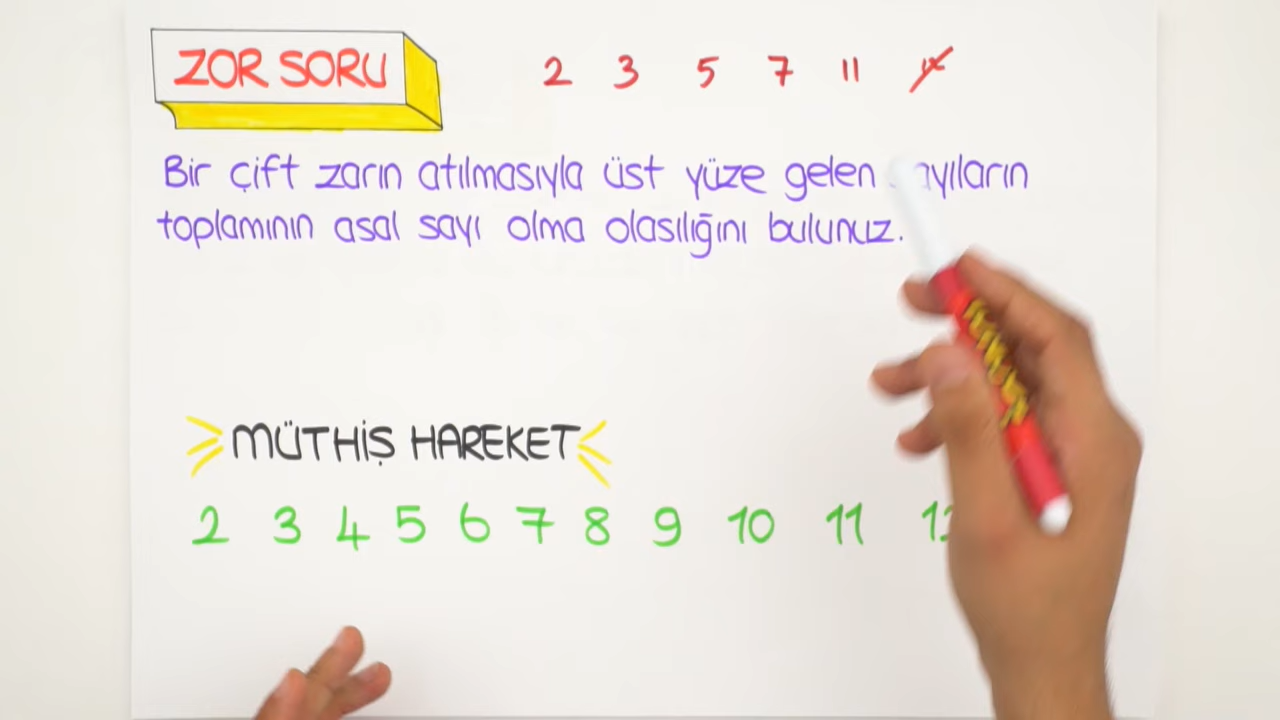 ZOR SORU
2 3 5 7 11
Bir çift zarın atılmasıyla üst yüze gelen
toplamının asal sayı olma olasılığını bulunuz.
MÜTHİŞ HAREKET
2 3 4 5 6 7 8 9 10 11